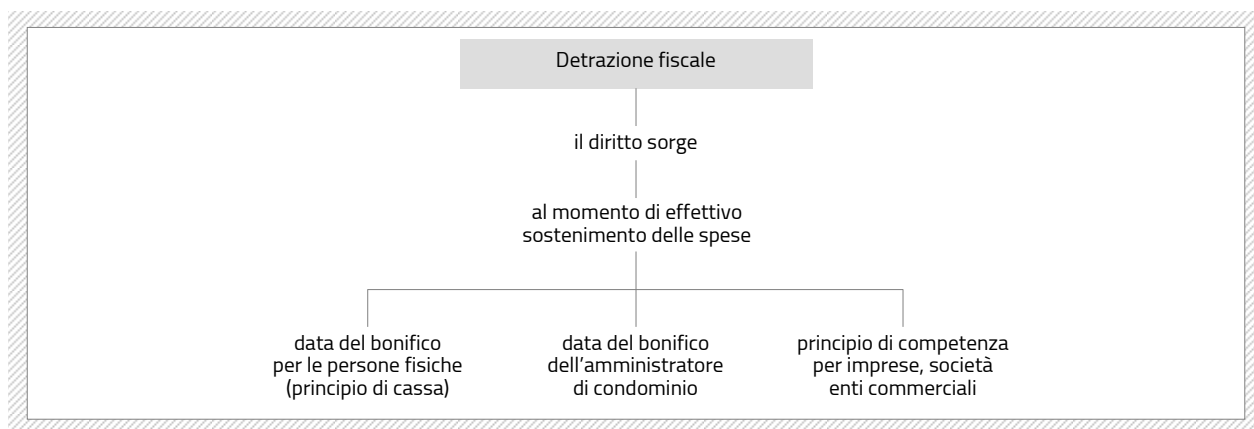 Detrazione fiscale
il diritto sorge
al momento di effettivo
sostenimento delle spese
data del bonifico
per le persone fisiche
(principio di cassa)
data del bonifico
dell'amministratore
di condominio
principio di competenza
per imprese, società
enti commerciali